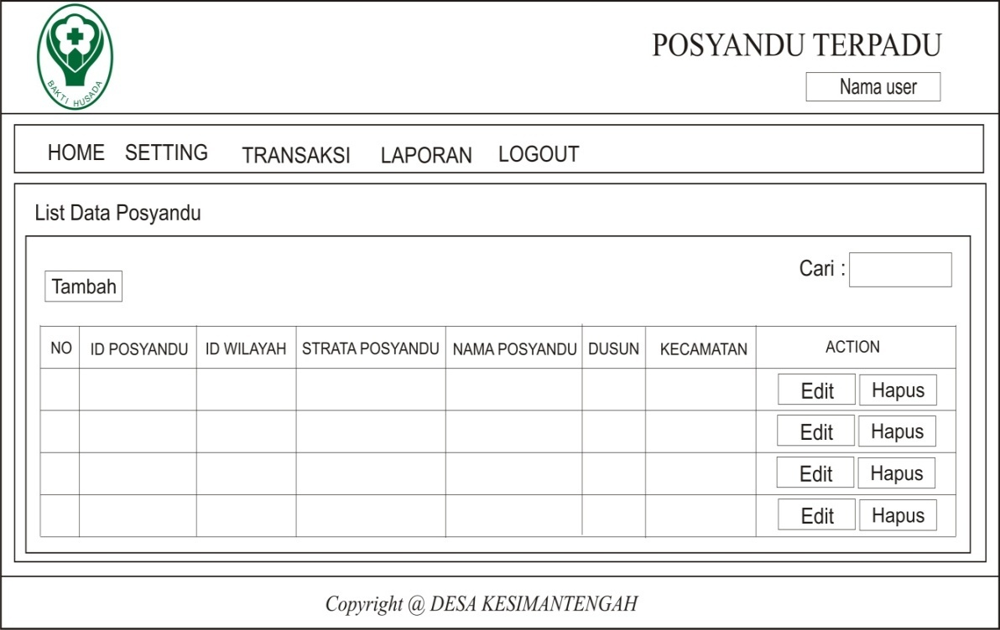 BAKTI HUSADA
POSYANDU TERPADU
Nama user
HOME SETTING TRANSAKSI LAPORAN LOGOUT
List Data Posyandu
Cari :
Tambah
NO ID POSYANDU ID WILAYAH STRATA POSYANDU NAMA POSYANDU DUSUN KECAMATAN ACTION
Edit Hapus
Edit Hapus
Edit Hapus
Edit Hapus
Copyright @ DESA KESIMANTENGAH